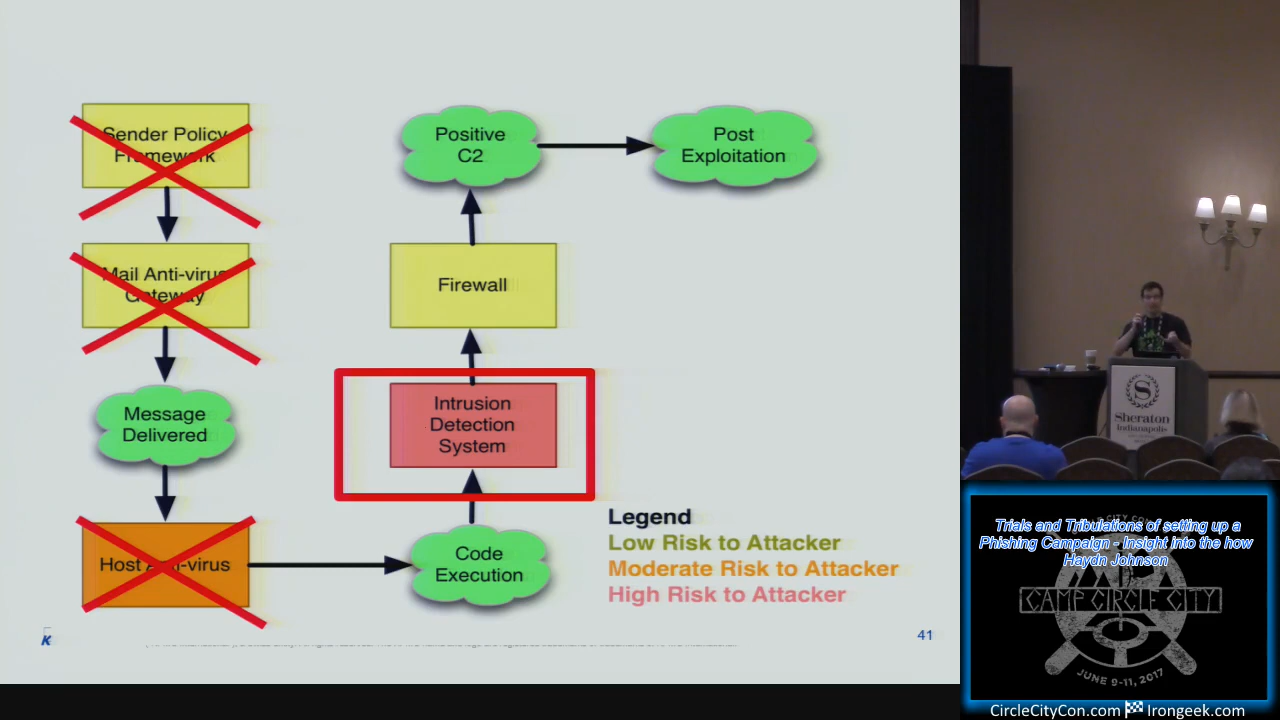 Sender Policy
Framework
Mail Anti-virus
Gateway
Message
Delivered
Host Anti-virus
Positive
C2
Post
Exploitation
Firewall
Intrusion
Detection
System
Code
Execution
Legend
Low Risk to Attacker
Moderate Risk to Attacker
High Risk to Attacker
41
K
S
Sheraton
Indianapolis
Trials and Tribulations of setting up a
Phishing Campaign - Insight into the how
Haydn Johnson
CAMP CIRCLE CITY
JUNE 9-11, 2017
CircleCityCon.com
Irongeek.com